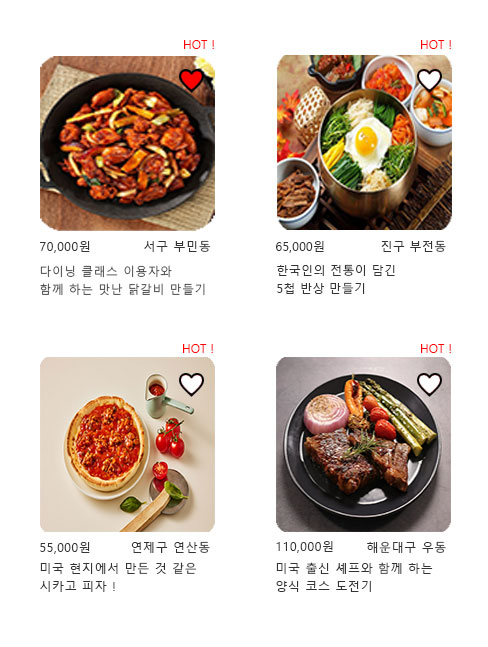 HOT !
HOT !
70,000원 서구 부민동
65,000원 진구 부전동
다이닝 클래스 이용자와
함께 하는 맛난 닭갈비 만들기
한국인의 전통이 담긴
5첩 반상 만들기
HOT !
HOT !
55,000원 연제구 연산동
110,000원 해운대구 우동
미국 현지에서 만든 것 같은
시카고 피자 !
미국 출신 셰프와 함께 하는
양식 코스 도전기